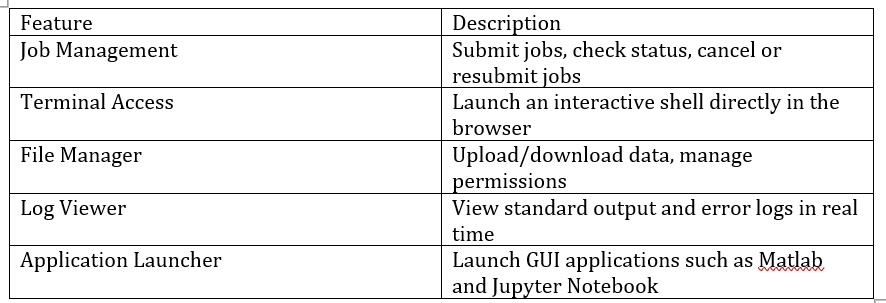 Feature Description
Job Management Submit jobs, check status, cancel or
resubmit jobs
Terminal Access Launch an interactive shell directly in the
browser
File Manager Upload/download data, manage
permissions
Log Viewer View standard output and error logs in real
time
Application Launcher Launch GUI applications such as Matlab
and Jupyter Notebook